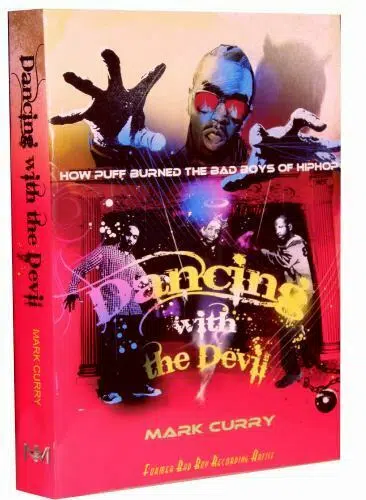 Dancing with the Devil
MARK CURRY
HOW PUFF BURNED THE BAD BOYS OF HIPHOP
Dancing
with
the Devil
MARK CURRY
FORMER BAD BOY RECORDING ARTIST